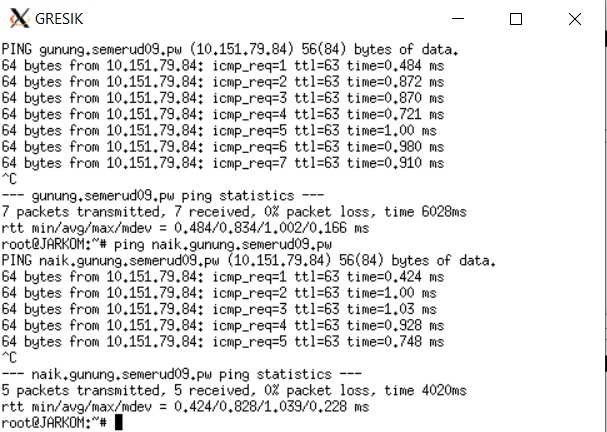 GRESIK
PING gunung.semerud09.pw (10.151.79.84) 56(84) bytes of data.
64 bytes from 10.151.79.84: icmp_req=1 ttl=63 time=0.484 ms
64 bytes from 10.151.79.84: icmp_req=2 ttl=63 time=0.872 ms
64 bytes from 10.151.79.84: icmp_req=3 ttl=63 time=0.870 ms
64 bytes from 10.151.79.84: icmp_req=4 ttl=63 time=0.721 ms
64 bytes from 10.151.79.84: icmp_req=5 ttl=63 time=1.00 ms
64 bytes from 10.151.79.84: icmp_req=6 ttl=63 time=0.980 ms
64 bytes from 10.151.79.84: icmp_req=7 ttl=63 time=0.910 ms
^C
--- gunung.semerud09.pw ping statistics ---
7 packets transmitted, 7 received, 0% packet loss, time 6028ms
rtt min/avg/max/mdev = 0.484/0.834/1.002/0.166 ms
root@JARKOM:~# ping naik.gunung.semerud09.pw
PING naik.gunung.semerud09.pw (10.151.79.84) 56(84) bytes of data.
64 bytes from 10.151.79.84: icmp_req=1 ttl=63 time=0.424 ms
64 bytes from 10.151.79.84: icmp_req=2 ttl=63 time=1.00 ms
64 bytes from 10.151.79.84: icmp_req=3 ttl=63 time=1.03 ms
64 bytes from 10.151.79.84: icmp_req=4 ttl=63 time=0.928 ms
64 bytes from 10.151.79.84: icmp_req=5 ttl=63 time=0.748 ms
^C
--- naik.gunung.semerud09.pw ping statistics ---
5 packets transmitted, 5 received, 0% packet loss, time 4020ms
rtt min/avg/max/mdev = 0.424/0.828/1.039/0.228 ms
root@JARKOM:~#